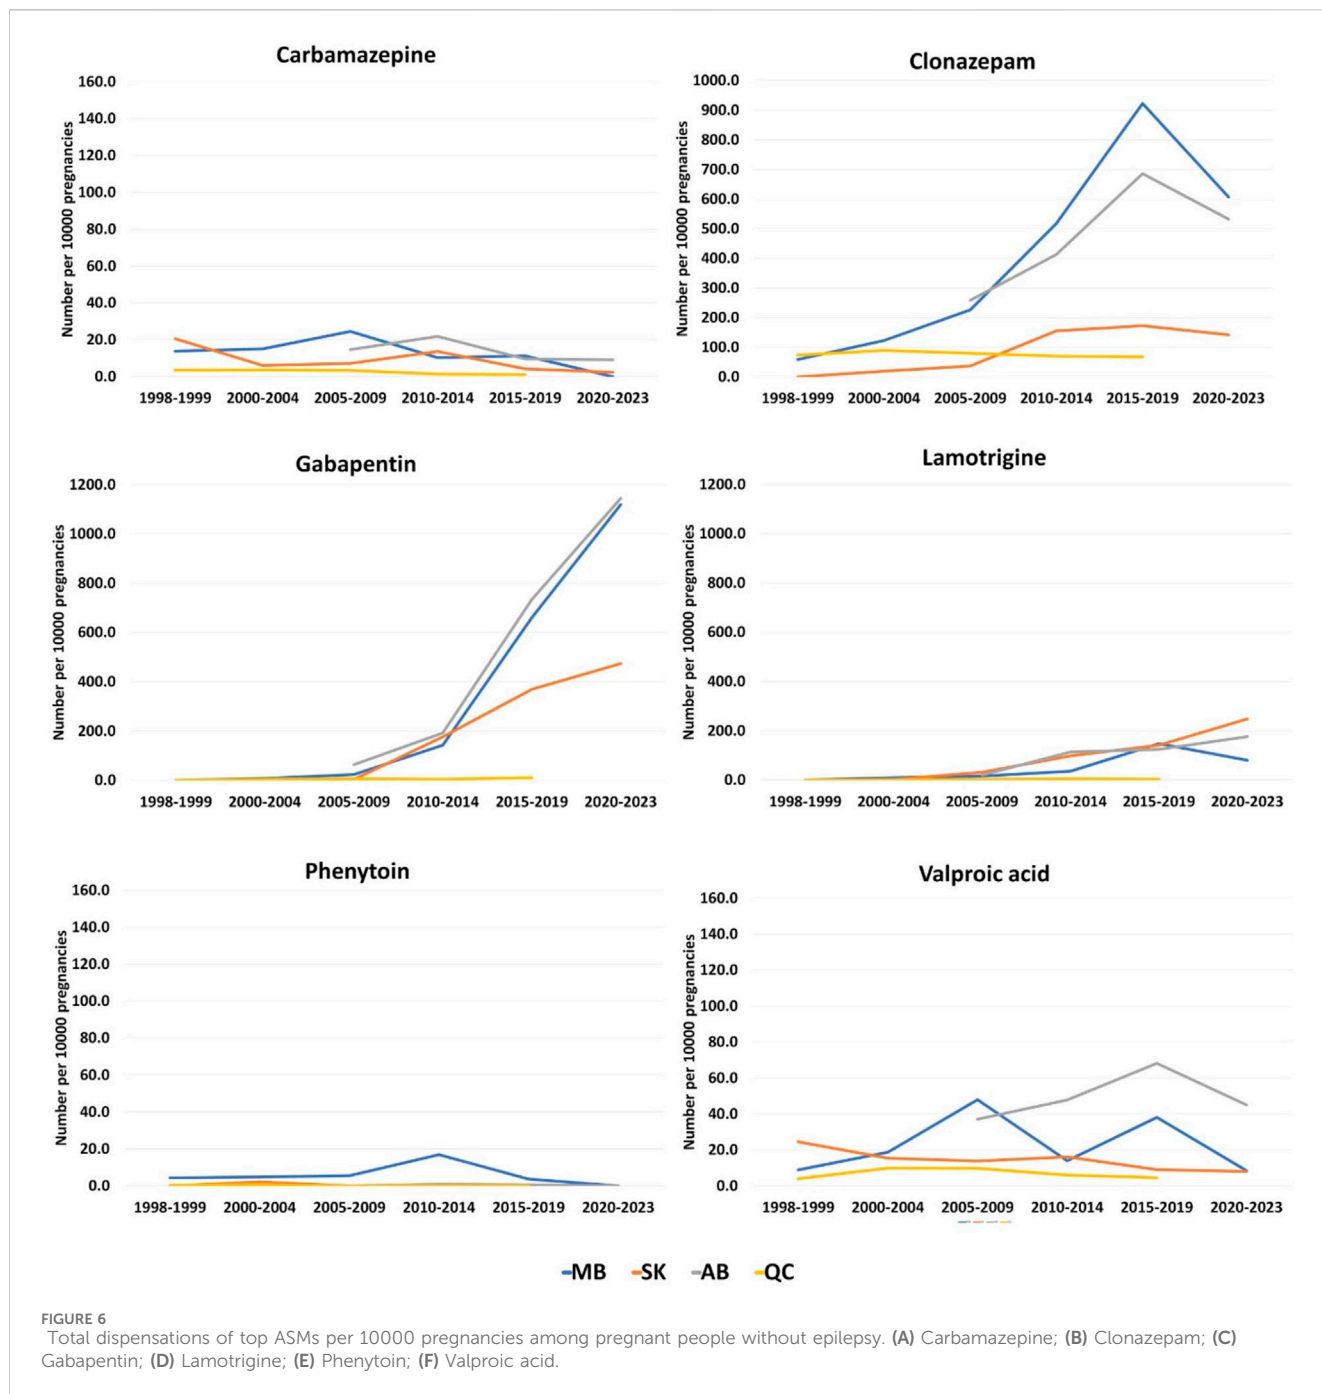 Carbamazepine
Number per 10000 pregnancies
160.0
140.0
120.0
100.0
80.0
60.0
40.0
20.0
0.0
1998-1999 2000-2004 2005-2009 2010-2014 2015-2019 2020-2023
Clonazepam
Number per 10000 pregnancies
1000.0
900.0
800.0
700.0
600.0
500.0
400.0
300.0
200.0
100.0
0.0
1998-1999 2000-2004 2005-2009 2010-2014 2015-2019 2020-2023
Gabapentin
Number per 10000 pregnancies
1200.0
1000.0
800.0
600.0
400.0
200.0
0.0
1998-1999 2000-2004 2005-2009 2010-2014 2015-2019 2020-2023
Lamotrigine
Number per 10000 pregnancies
1200.0
1000.0
800.0
600.0
400.0
200.0
0.0
1998-1999 2000-2004 2005-2009 2010-2014 2015-2019 2020-2023
Phenytoin
Number per 10000 pregnancies
160.0
140.0
120.0
100.0
80.0
60.0
40.0
20.0
0.0
1998-1999 2000-2004 2005-2009 2010-2014 2015-2019 2020-2023
Valproic acid
Number per 10000 pregnancies
160.0
140.0
120.0
100.0
80.0
60.0
40.0
20.0
0.0
1998-1999 2000-2004 2005-2009 2010-2014 2015-2019 2020-2023
MB SK AB QC
FIGURE 6
Total dispensations of top ASMs per 10000 pregnancies among pregnant people without epilepsy. (A) Carbamazepine; (B) Clonazepam; (C)
Gabapentin; (D) Lamotrigine; (E) Phenytoin; (F) Valproic acid.